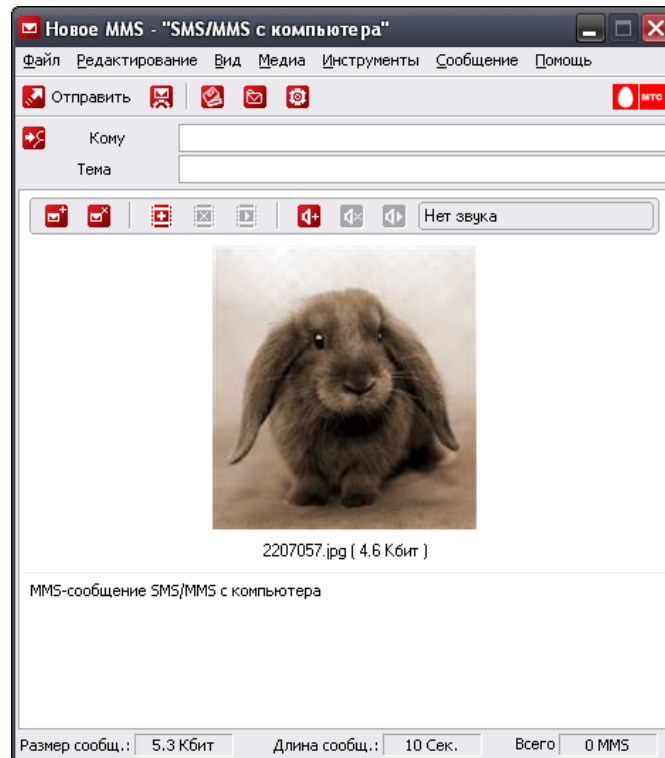 Новое MMS - "SMS/MMS с компьютера"
Файл Редактирование Вид Медиа Инструменты Сообщение Помощь
Отправить МТС
Кому
Тема
Нет звука
2207057.jpg ( 4.6 Кбит )
MMS-сообщение SMS/MMS с компьютера
Размер сообщ.: 5.3 Кбит Длина сообщ.: 10 Сек. Всего 0 MMS